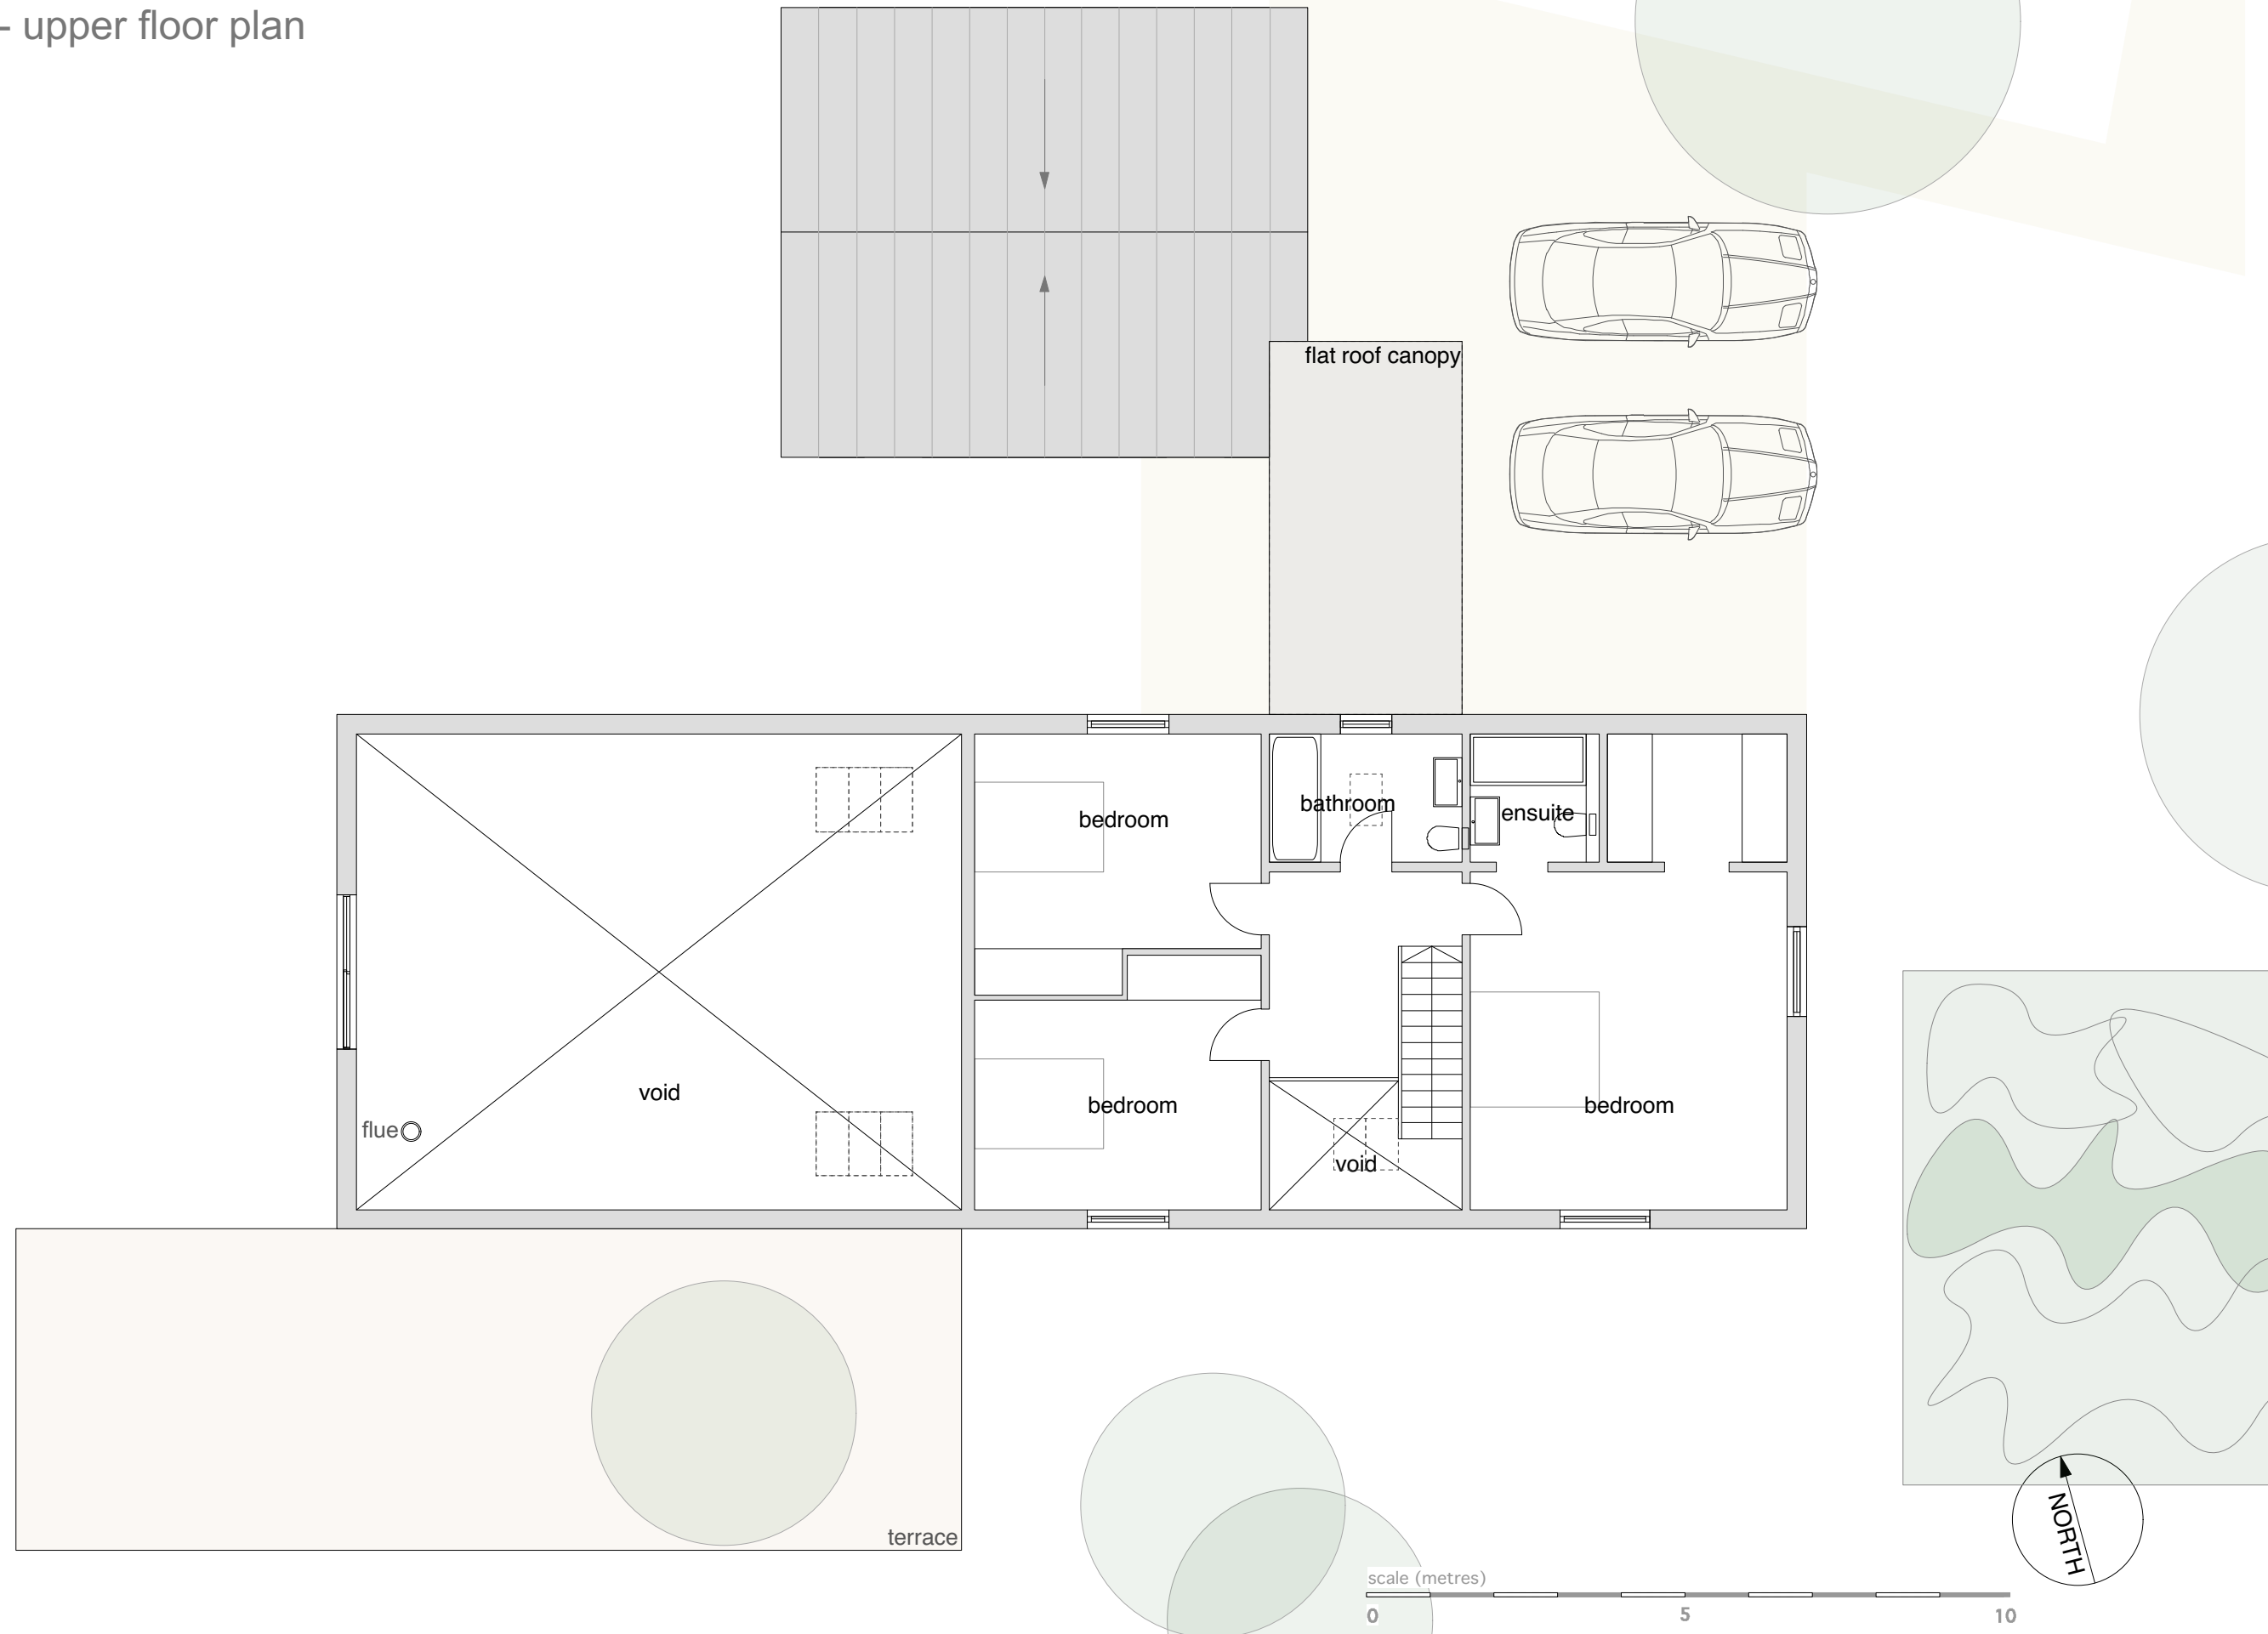 - upper floor plan
flat roof canopy
bedroom
bathroom
ensuite
void
flue
bedroom
void
bedroom
terrace
NORTH
scale (metres)
0 5 10